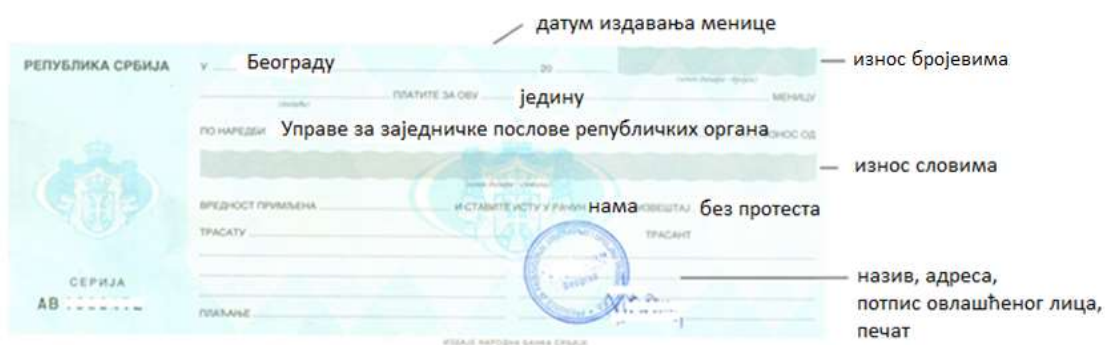 датум издавања менице
РЕПУБЛИКА СРБИЈА У Београду 20 износ бројевима
ПЛАТИТЕ ЗА ОВУ једину МЕНИЦУ
ПО НАРЕДБИ Управе за заједничке послове републичких органа ИЗНОС ОД
износ словима
ВРЕДНОСТ ПРИМЉЕНА И СТАВИТЕ ИСТУ У РАЧУН нама ИЗВЕШТАЈ без протеста
ТРАСАТУ ТРАСАНТ
СЕРИЈА назив, адреса,
AB потпис овлашћеног лица,
ПЛАЋАЊЕ печат
ИЗДАЈЕ НАРОДНА БАНКА СРБИЈЕ